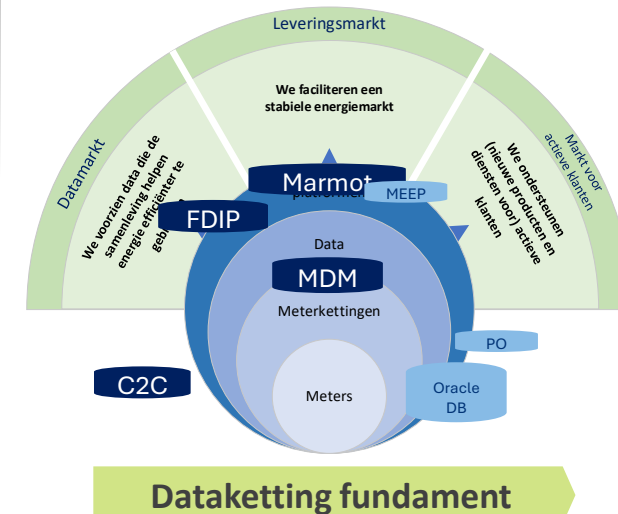 Leveringsmarkt
We faciliteren een
stabiele energiemarkt
Datamarkt
We voorzien data die de
samenleving helpen
energie efficiënter te
Markt voor
actieve klanten
We ondersteunen
(nieuwe producten en
diensten voor) actieve
klanten
Marmot
MEEP
FDIP
Data
MDM
Meterkettingen
PO
C2C
Meters
Oracle
DB
Dataketting fundament